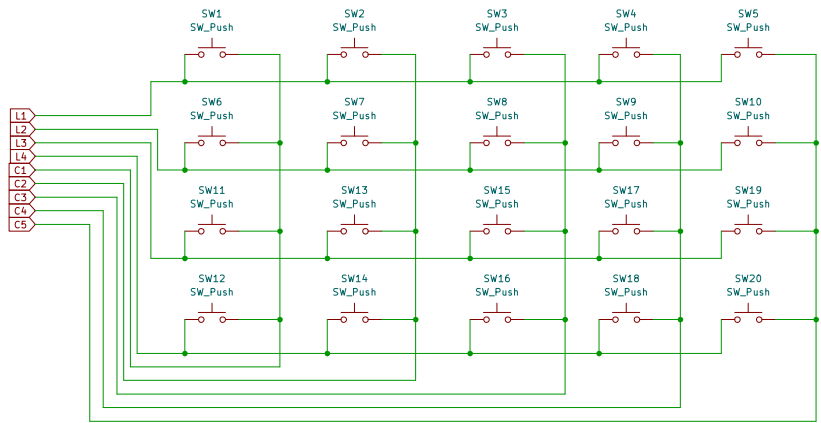 SW1
SW_Push
SW2
SW_Push
SW3
SW_Push
SW4
SW_Push
SW5
SW_Push
L1
L2
L3
L4
C1
C2
C3
C4
C5
SW6
SW_Push
SW7
SW_Push
SW8
SW_Push
SW9
SW_Push
SW10
SW_Push
SW11
SW_Push
SW13
SW_Push
SW15
SW_Push
SW17
SW_Push
SW19
SW_Push
SW12
SW_Push
SW14
SW_Push
SW16
SW_Push
SW18
SW_Push
SW20
SW_Push